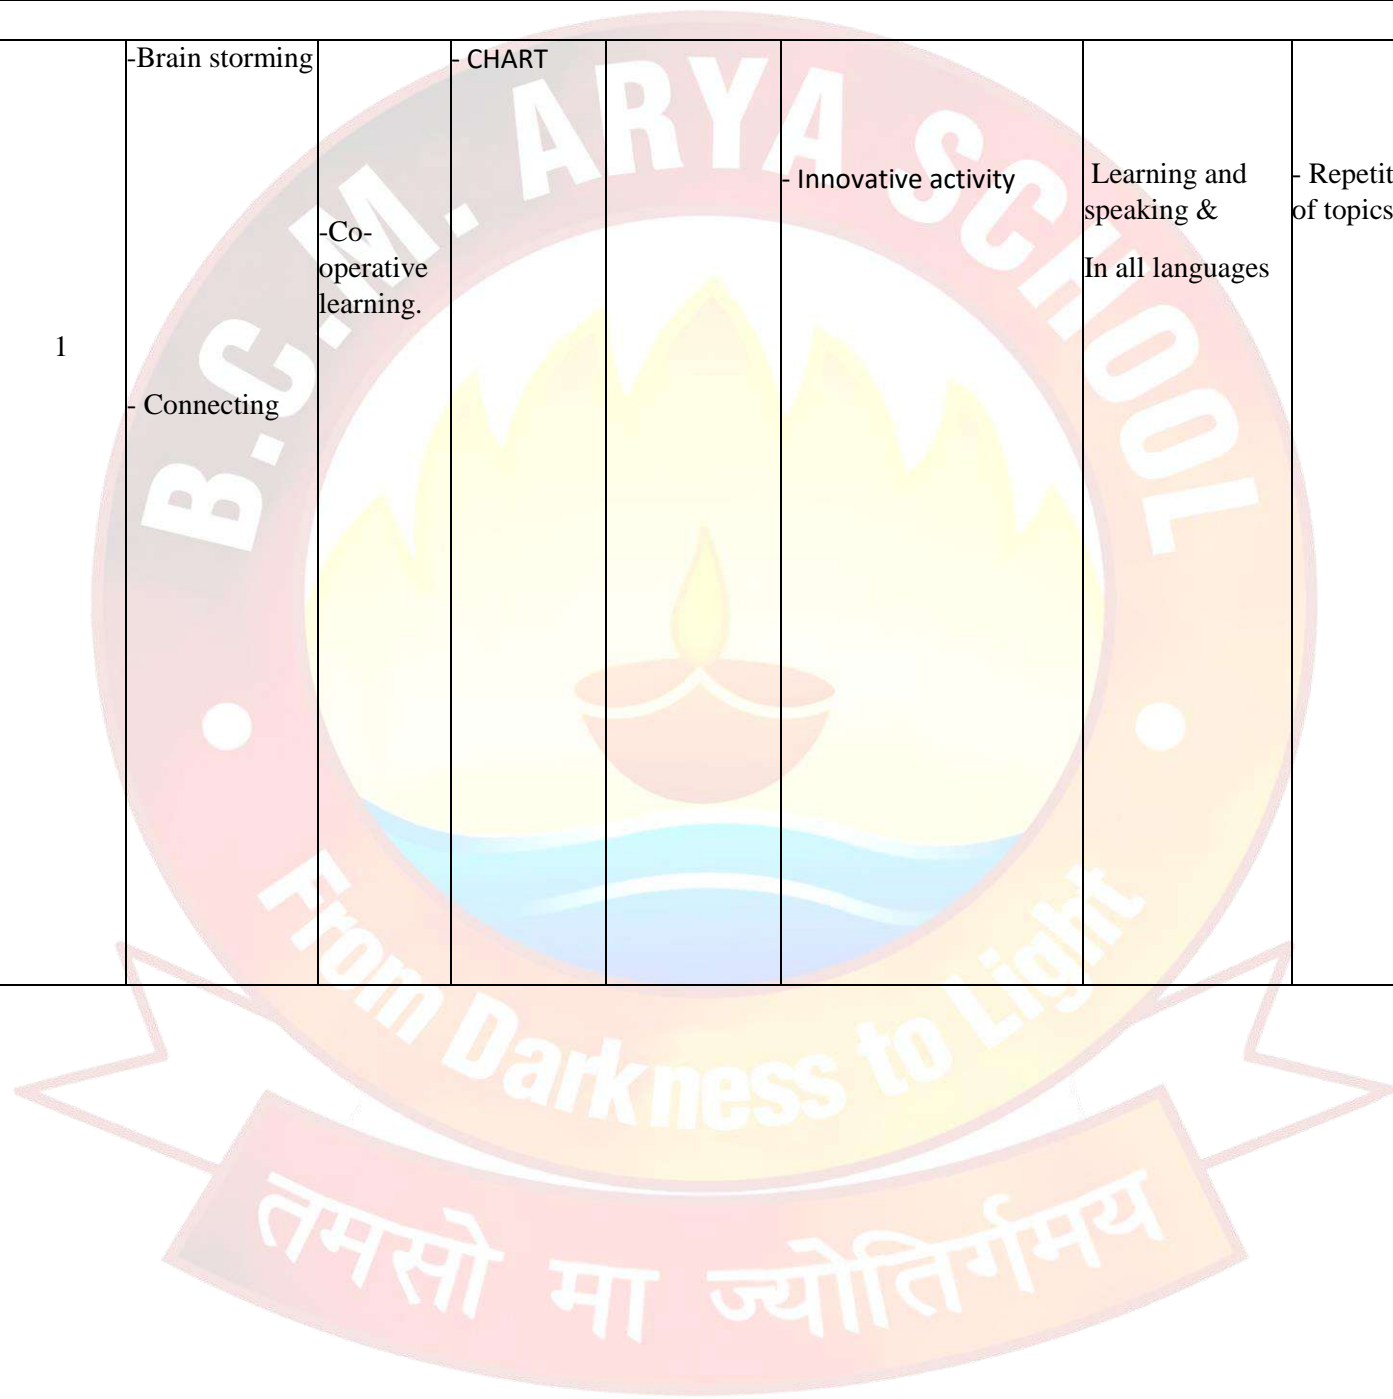 1
-Brain storming
- Connecting
-Co-
operative
learning.
- CHART
- Innovative activity
Learning and
speaking &
In all languages
- Repetit
of topics
B.C.M. ARYA SCHOOL
From Darkness to Light
तमसो मा ज्योतिर्गमय